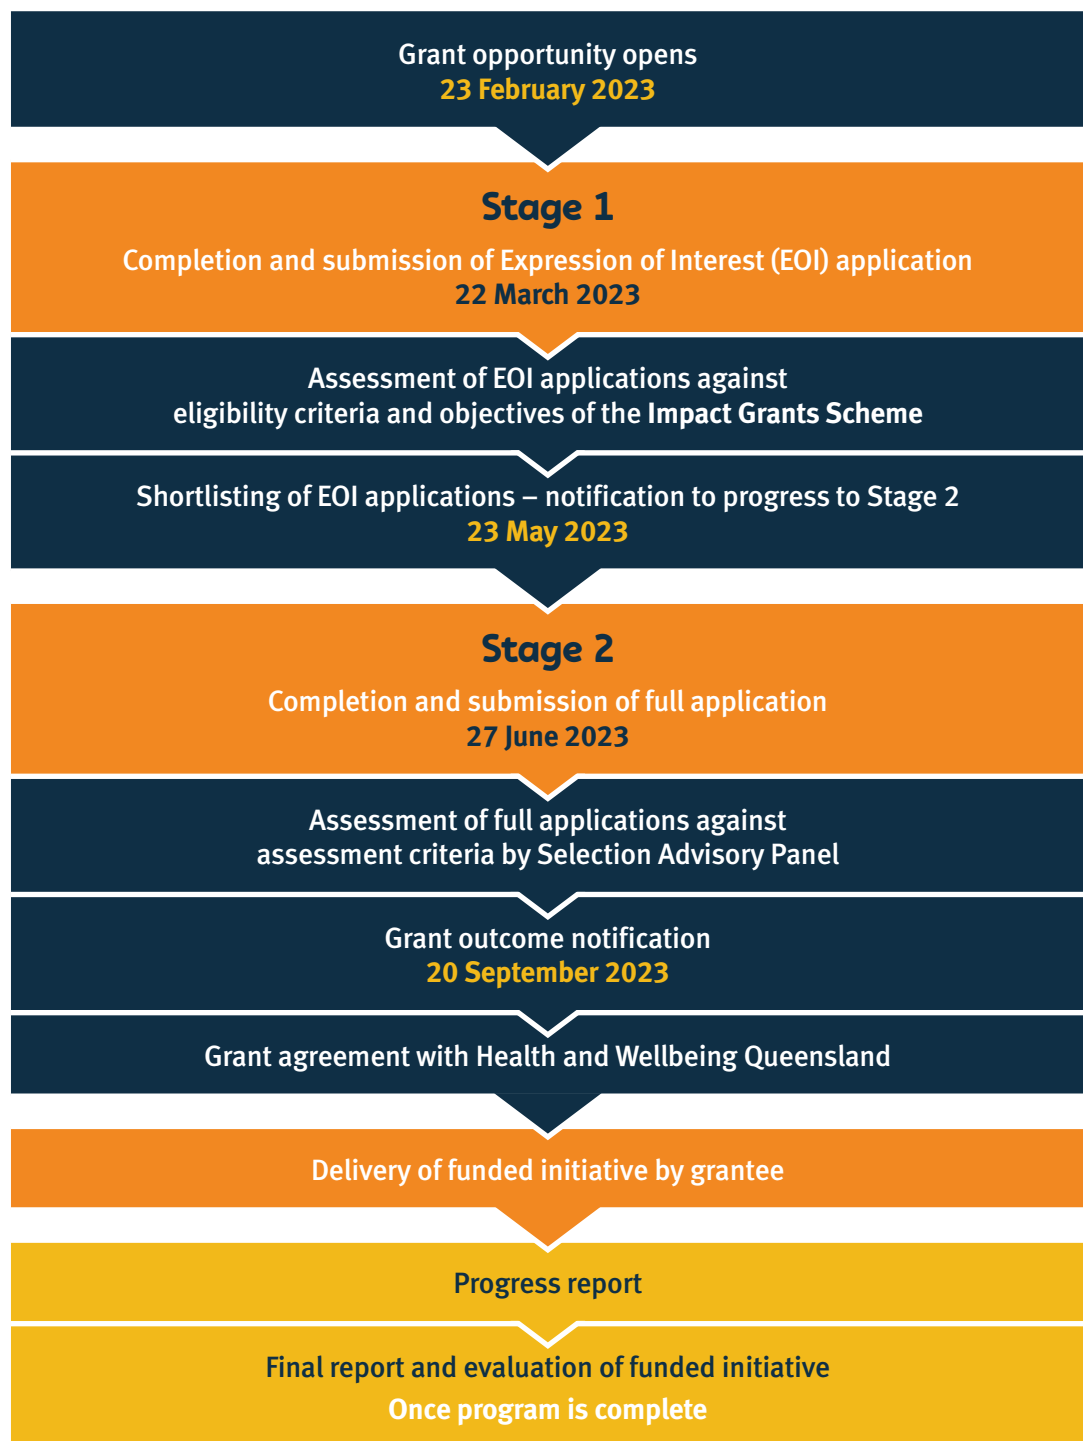 Grant opportunity opens
23 February 2023
Stage 1
Completion and submission of Expression of Interest (EOI) application
22 March 2023
Assessment of EOI applications against
eligibility criteria and objectives of the Impact Grants Scheme
Shortlisting of EOI applications – notification to progress to Stage 2
23 May 2023
Stage 2
Completion and submission of full application
27 June 2023
Assessment of full applications against
assessment criteria by Selection Advisory Panel
Grant outcome notification
20 September 2023
Grant agreement with Health and Wellbeing Queensland
Delivery of funded initiative by grantee
Progress report
Final report and evaluation of funded initiative
Once program is complete